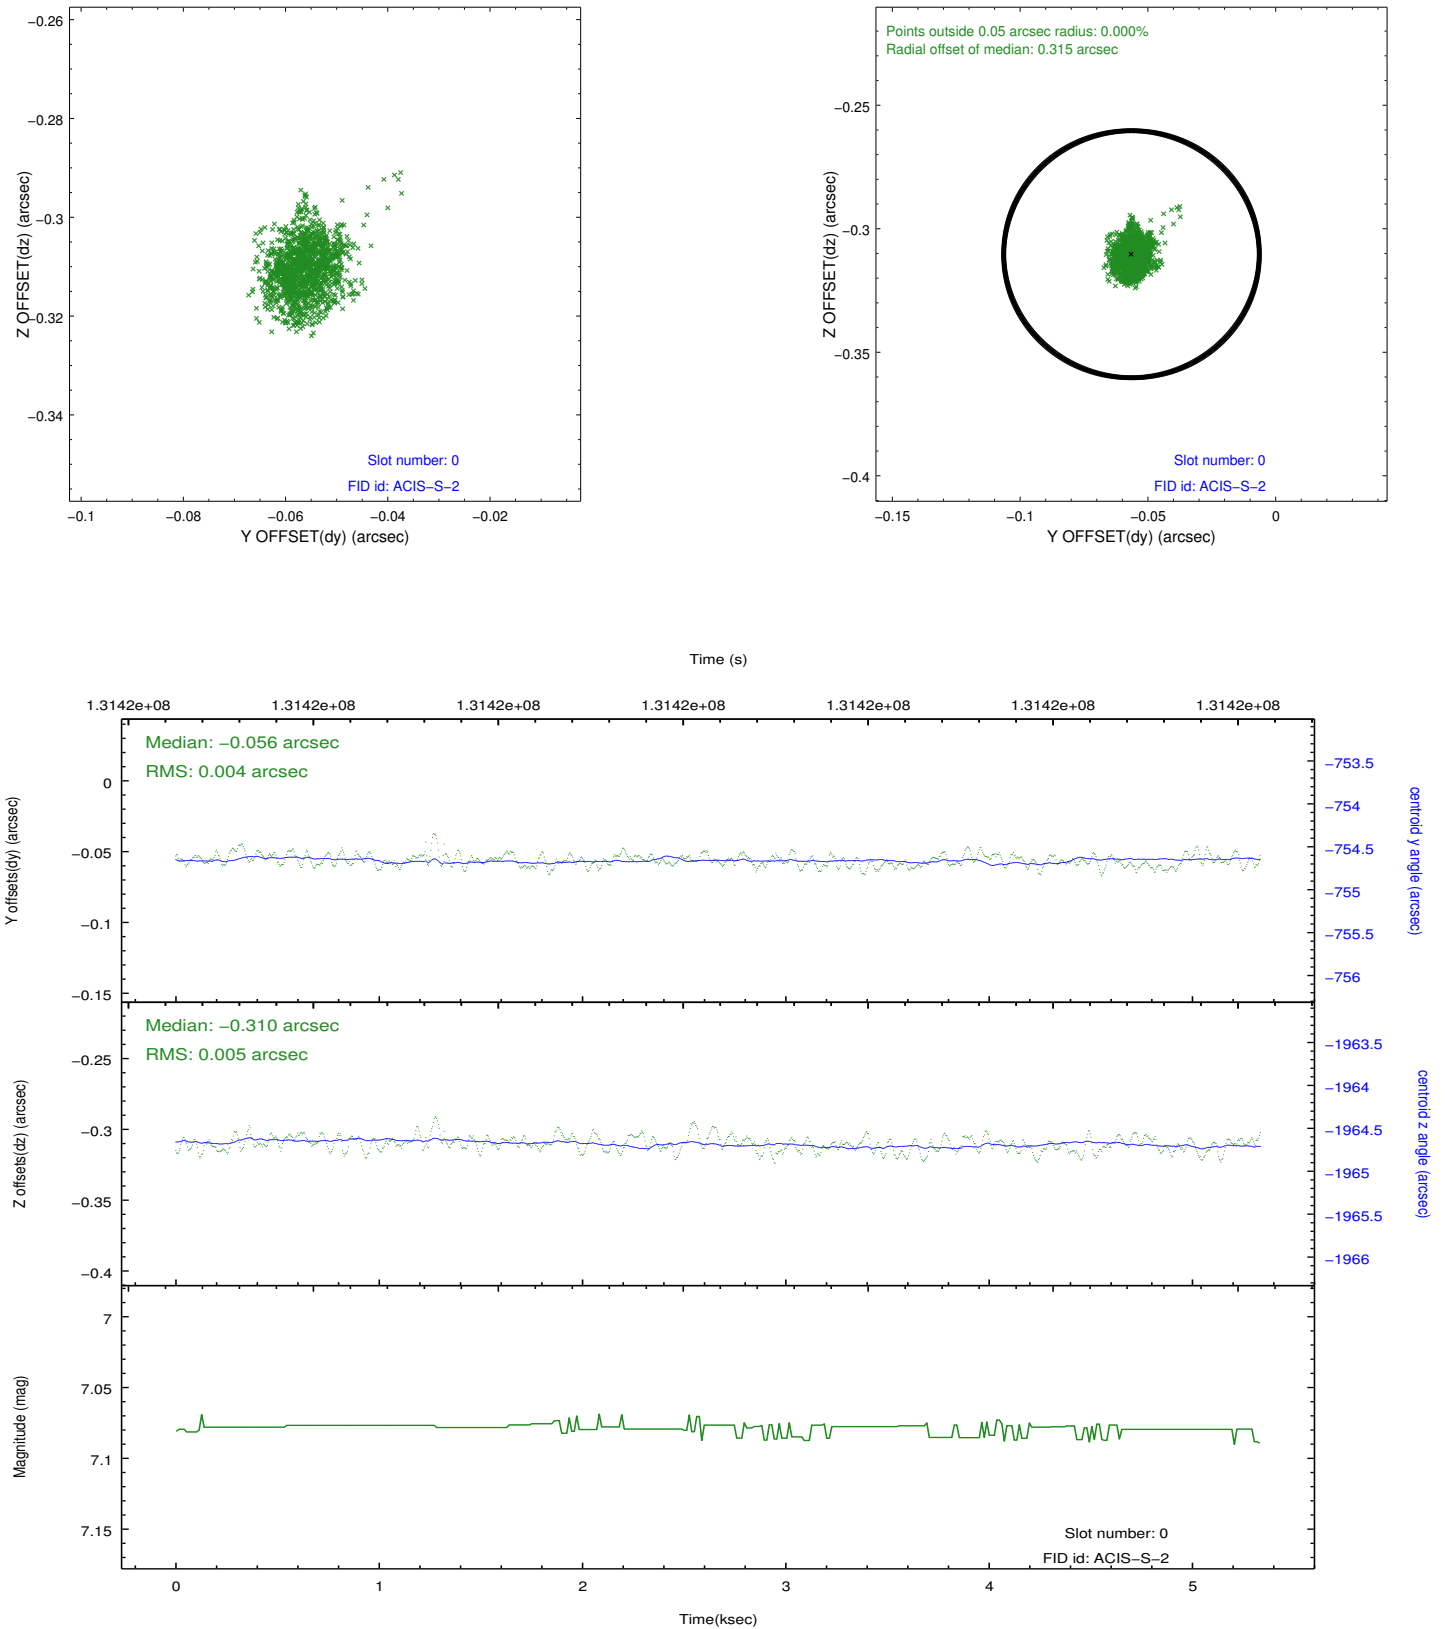 −0.26
−0.28
−0.3
−0.32
−0.34
Z OFFSET(dz) (arcsec)
Slot number: 0
FID id: ACIS−S−2
−0.1
−0.08
−0.06
−0.04
−0.02
Y OFFSET(dy) (arcsec)
Points outside 0.05 arcsec radius: 0.000%
Radial offset of median: 0.315 arcsec
−0.25
−0.3
−0.35
−0.4
Z OFFSET(dz) (arcsec)
Slot number: 0
FID id: ACIS−S−2
−0.15
−0.1
−0.05
0
Y OFFSET(dy) (arcsec)
Time (s)
1.3142e+08
1.3142e+08
1.3142e+08
1.3142e+08
1.3142e+08
1.3142e+08
1.3142e+08
Median: −0.056 arcsec
RMS: 0.004 arcsec
0
−0.05
−0.1
−0.15
Y offsets(dy) (arcsec)
−753.5
−754
−754.5
−755
−755.5
−756
centroid y angle (arcsec)
Median: −0.310 arcsec
RMS: 0.005 arcsec
−0.25
−0.3
−0.35
−0.4
Z offsets(dz) (arcsec)
−1963.5
−1964
−1964.5
−1965
−1965.5
−1966
centroid z angle (arcsec)
7
7.05
7.1
7.15
Magnitude (mag)
Slot number: 0
FID id: ACIS−S−2
0
1
2
3
4
5
Time(ksec)